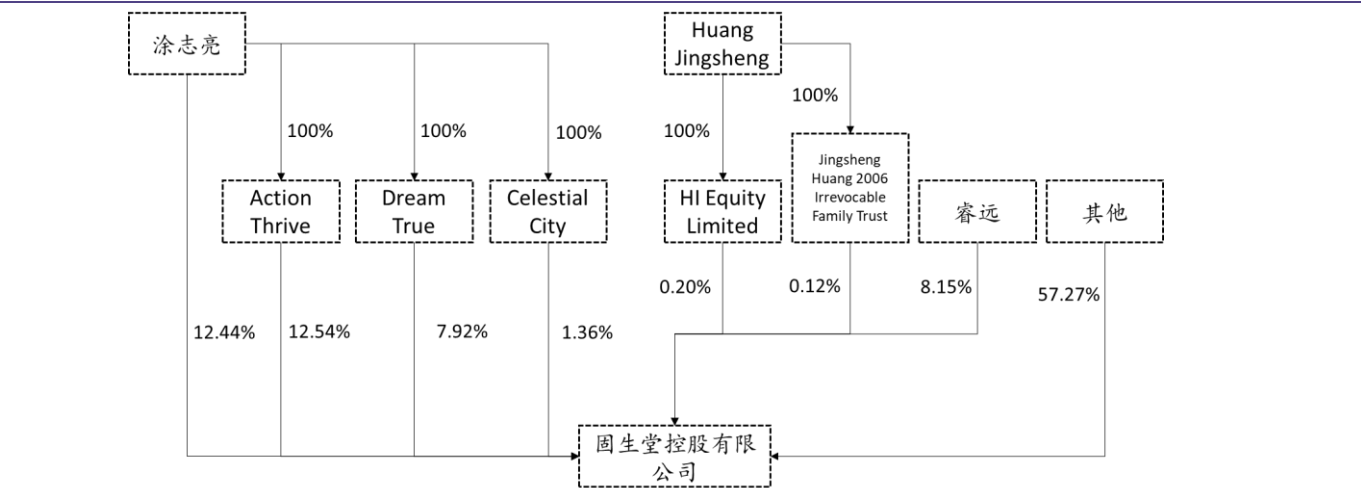 涂志亮
Huang
Jingsheng
100%
100%
100%
100%
100%
Action
Thrive
Dream
True
Celestial
City
HI Equity
Limited
Jingsheng
Huang 2006
Irrevocable
Family Trust
睿远
其他
12.44%
12.54%
7.92%
1.36%
0.20%
0.12%
8.15%
57.27%
固生堂控股有限
公司